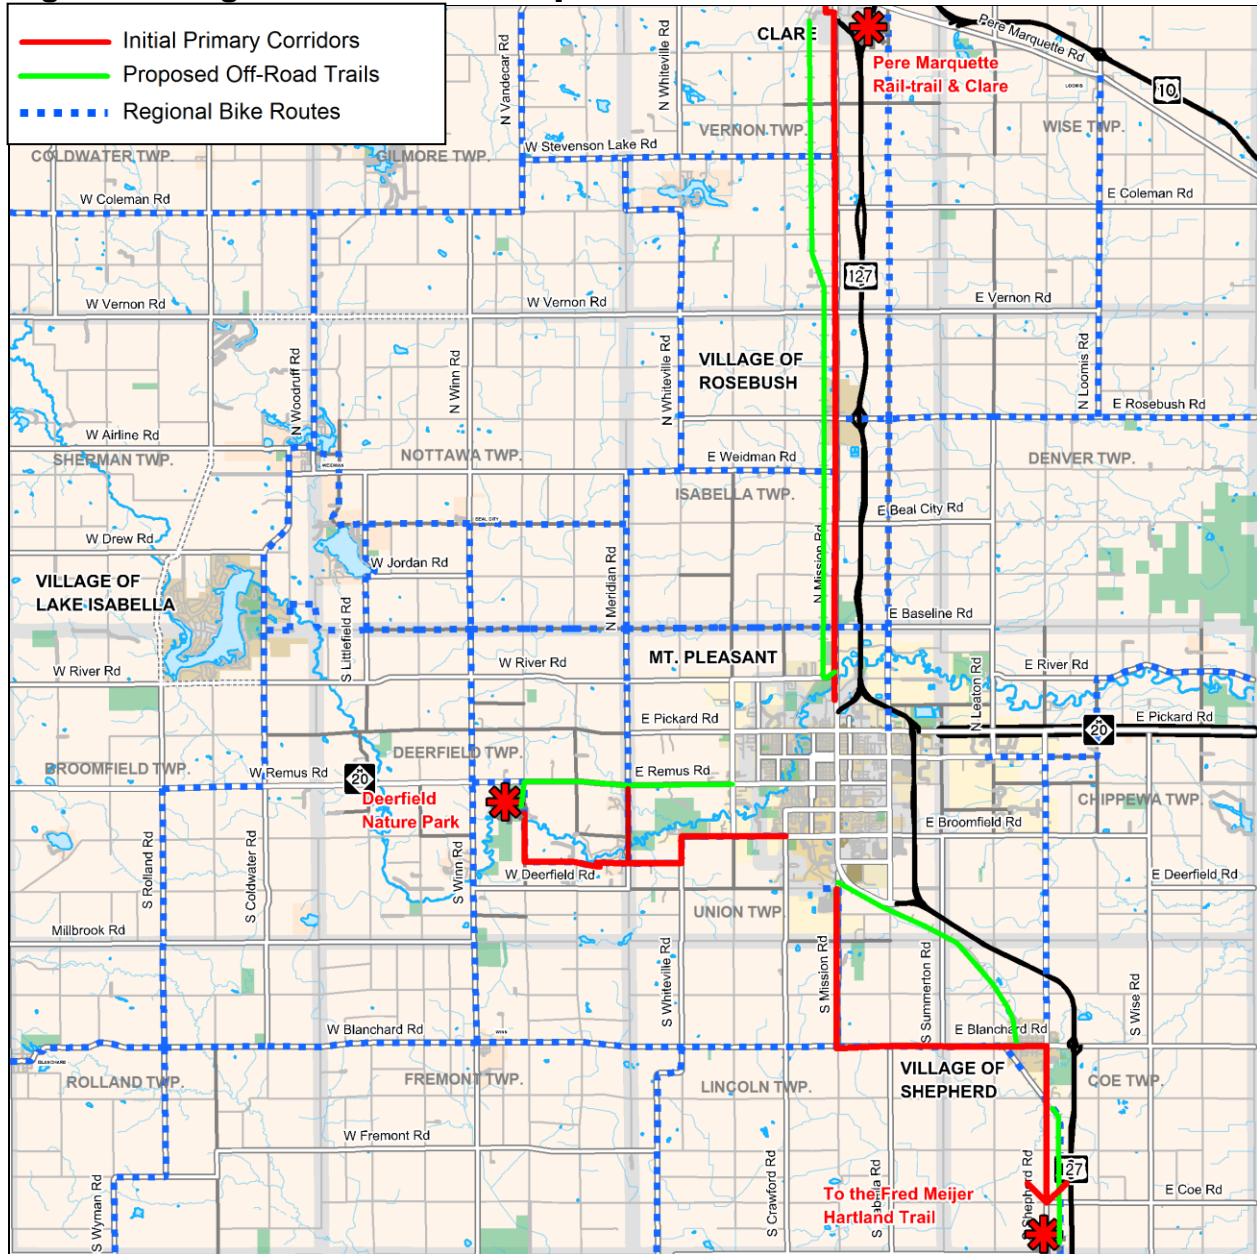 Initial Primary Corridors
Proposed Off-Road Trails
Regional Bike Routes
CLARE
Pere Marquette
Rail-trail & Clare
Pere Marquette Rd
LOOMIS
10
N Vandecar Rd
N Whiteville Rd
VERNON TWP.
WISE TWP.
COLDWATER TWP.
GILMORE TWP.
W Stevenson Lake Rd
W Coleman Rd
E Coleman Rd
127
W Vernon Rd
W Vernon Rd
E Vernon Rd
N Woodruff Rd
N Winn Rd
N Whiteville Rd
VILLAGE OF
ROSEBUSH
N Loomis Rd
E Rosebush Rd
W Airline Rd
SHERMAN TWP.
WEIDMAN
NOTTAWA TWP.
E Weidman Rd
DENVER TWP.
ISABELLA TWP.
BEAL CITY
E Beal City Rd
W Drew Rd
W Jordan Rd
N Meridian Rd
N Mission Rd
VILLAGE OF
LAKE ISABELLA
S Littlefield Rd
E Baseline Rd
W River Rd
W River Rd
MT. PLEASANT
N Leaton Rd
E River Rd
E Pickard Rd
E Pickard Rd
20
DEERFIELD TWP.
BROOMFIELD TWP.
W Remus Rd
20
E Remus Rd
Deerfield
Nature Park
CHIPPEWA TWP.
E Broomfield Rd
S Rolland Rd
S Coldwater Rd
S Winn Rd
W Deerfield Rd
E Deerfield Rd
UNION TWP.
Millbrook Rd
S Whiteville Rd
S Mission Rd
S Summerton Rd
S Wise Rd
W Blanchard Rd
WINN
E Blanchard Rd
BLANCHARD
ROLLAND TWP.
FREMONT TWP.
LINCOLN TWP.
VILLAGE OF
SHEPHERD
COE TWP.
W Fremont Rd
S Wyman Rd
S Crawford Rd
Shepherd Rd
127
To the Fred Meijer
Hartland Trail
E Coe Rd